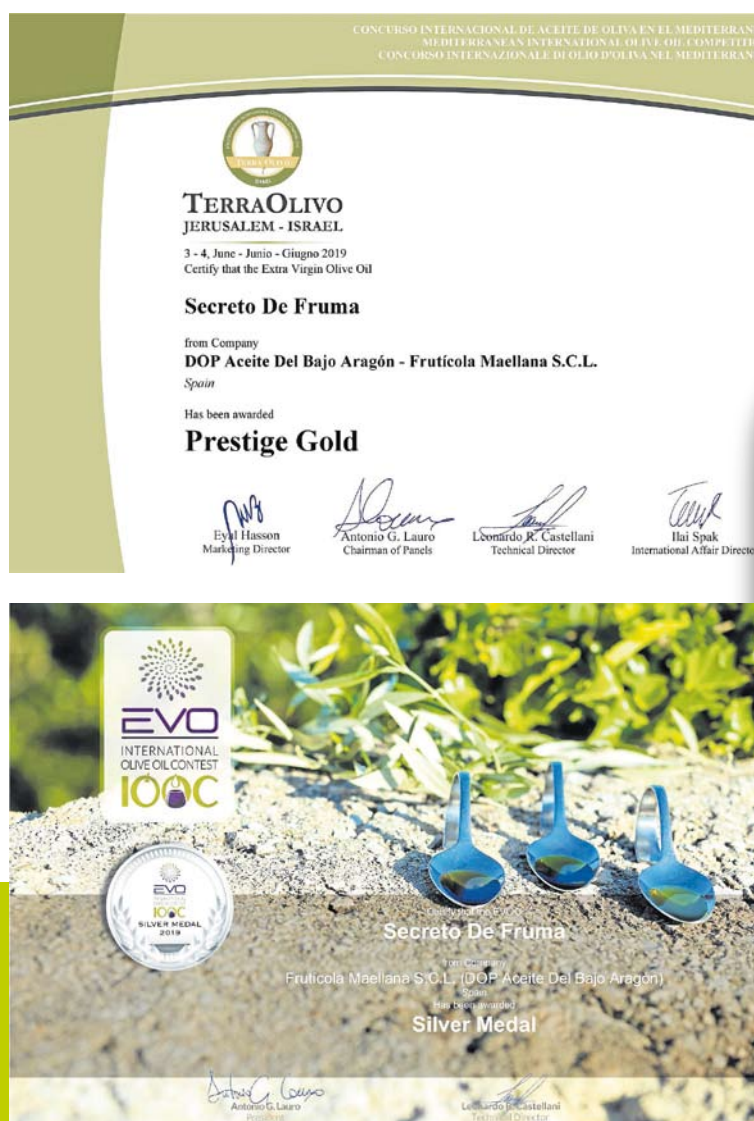 CONCURSO INTERNACIONAL DE ACEITE DE OLIVA EN EL MEDITERRAN
MEDITERRANEAN INTERNATIONAL OLIVE OIL COMPETITI
CONCORSO INTERNAZIONALE DI OLIO D'OLIVA NEL MEDITERRAN
TERRA OLIVO
TERRAOLIVO
JERUSALEM - ISRAEL
3 - 4, June - Junio - Giugno 2019
Certify that the Extra Virgin Olive Oil
Secreto De Fruma
from Company
DOP Aceite Del Bajo Aragón - Frutícola Maellana S.C.L.
Spain
Has been awarded
Prestige Gold
Eyal Hasson
Marketing Director
Antonio G. Lauro
Chairman of Panels
Leonardo R. Castellani
Technical Director
Ilai Spak
International Affair Directo
EVO
INTERNATIONAL
OLIVE OIL CONTEST
IOOC
EVO
IOOC
SILVER MEDAL
2019
Secreto De Fruma
from Company
Fruticola Maellana S.C.L. (DOP Aceite Del Bajo Aragón)
Spain
Has been awarded
Silver Medal
Antonio G. Lauro
President
Leonardo R. Castellani
Technical Director